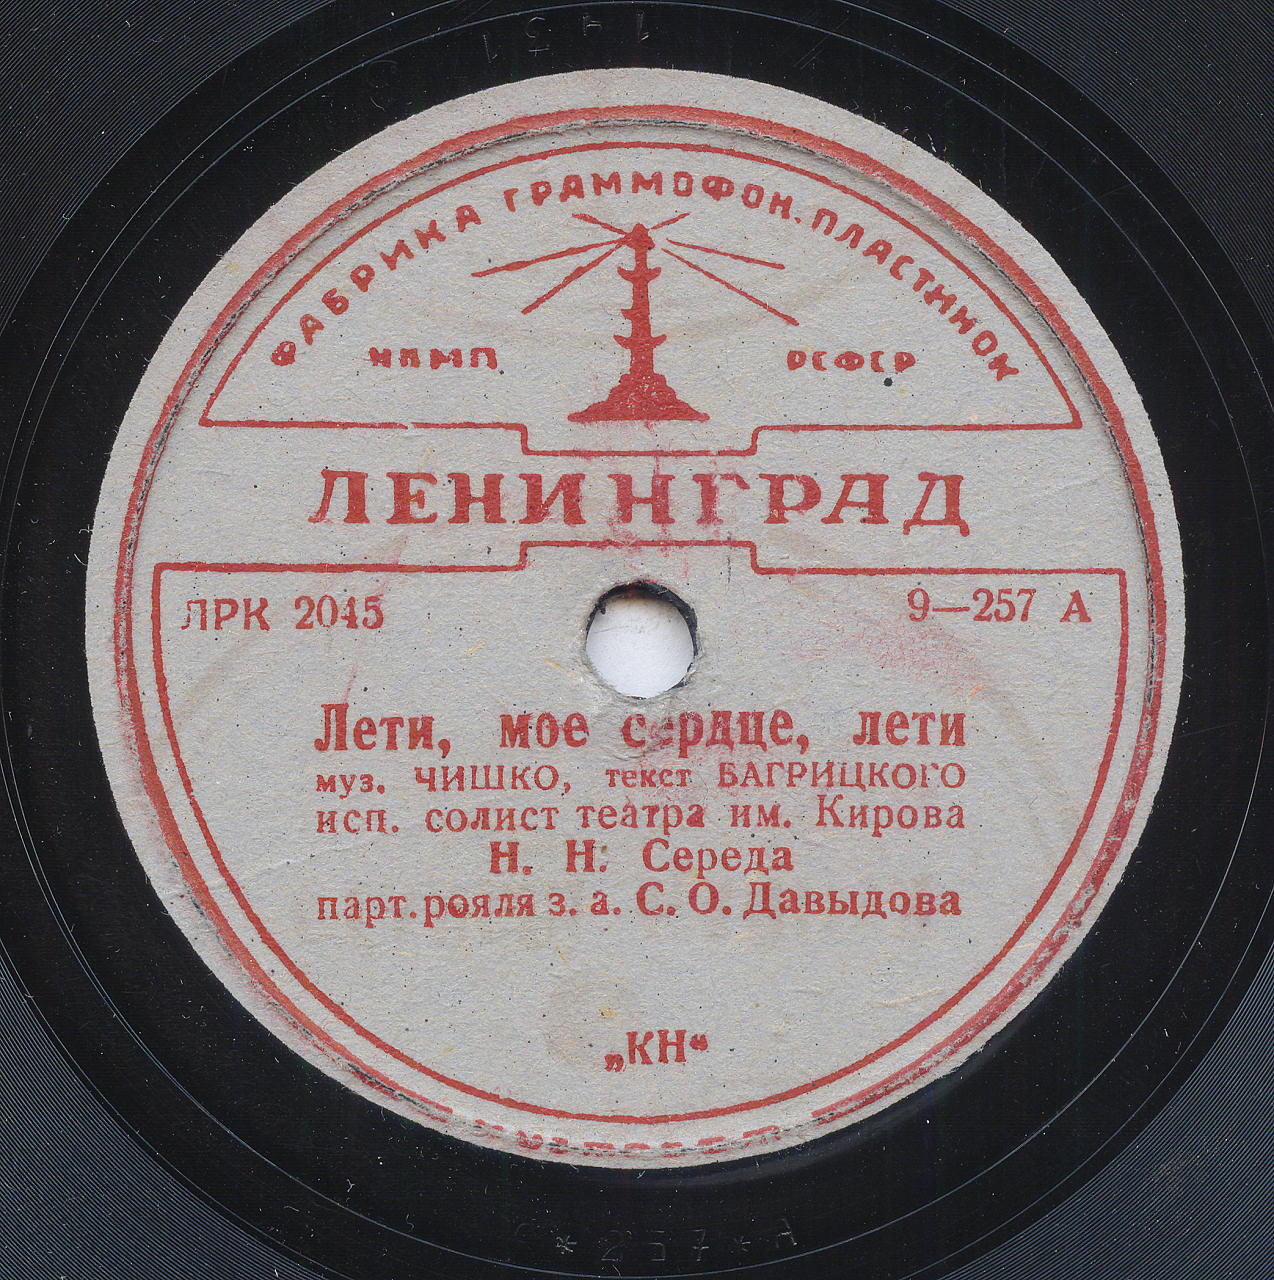 ФАБРИКА ГРАММОФОН. ПЛАСТИНОК
НКМП РСФСР
ЛЕНИНГРАД
ЛРК 2045 9—257 А
Лети, мое сердце, лети
муз. ЧИШКО, текст БАГРИЦКОГО
исп. солист театра им. Кирова
Н. Н. Середа
парт. рояля з. а. С. О. Давыдова
„КН“
* 257 * А